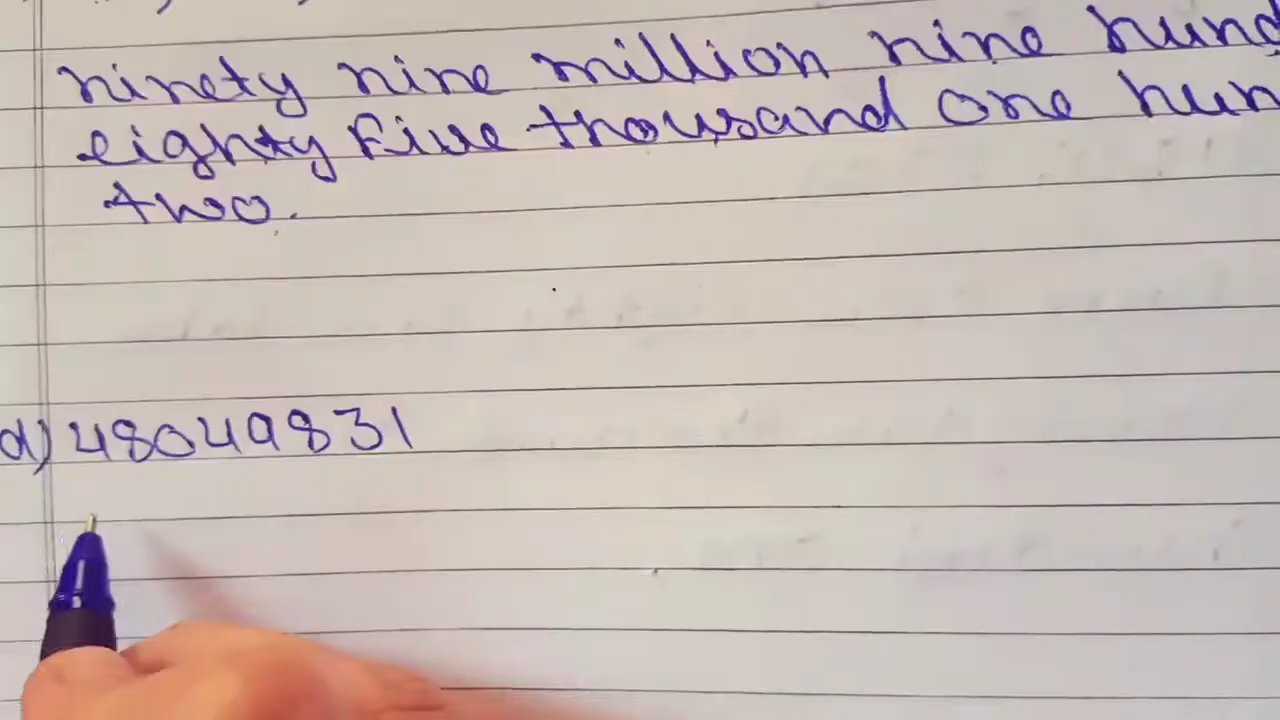 ninety nine million nine hund
eighty five thousand one hun
two.
d) 48049831